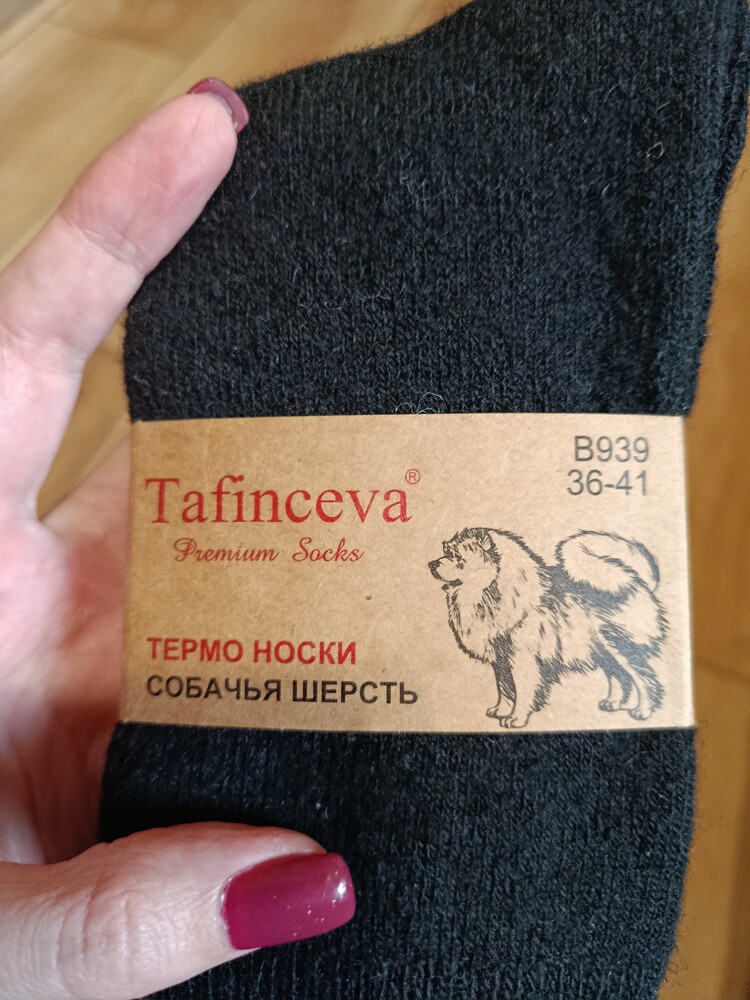 Tafinceva®
Premium Socks
B939
36-41
ТЕРМО НОСКИ
СОБАЧЬЯ ШЕРСТЬ